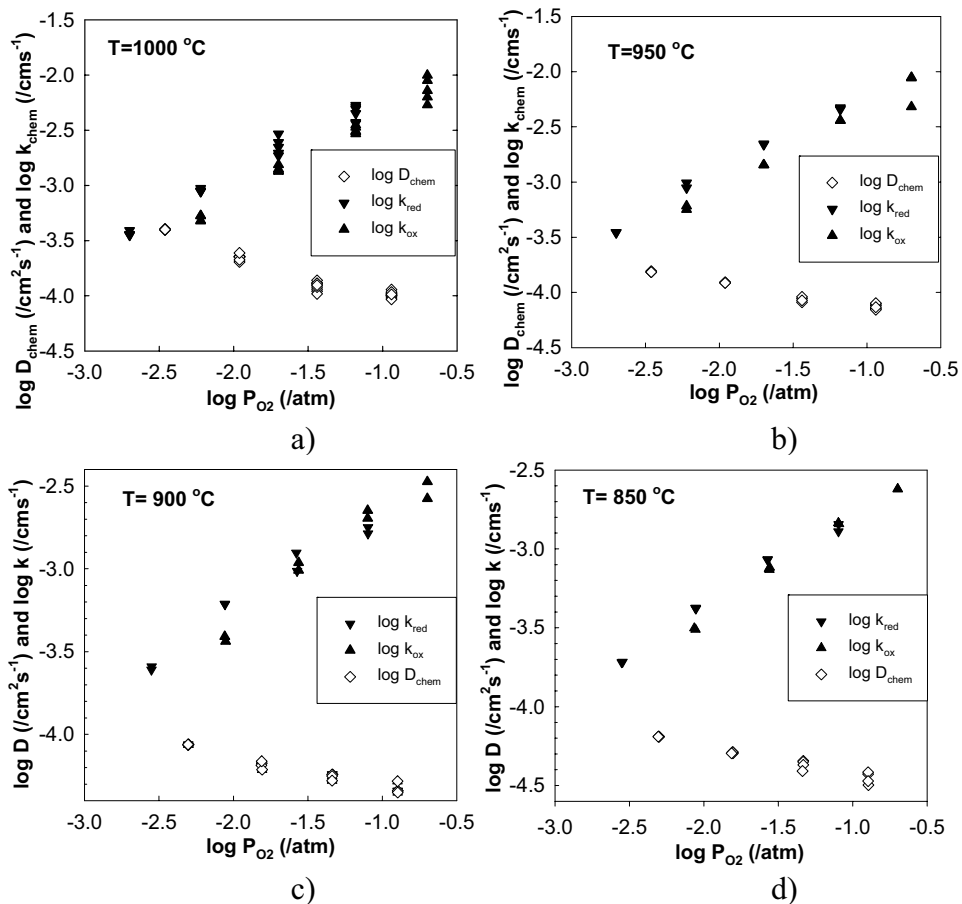 T=1000 °C
log D_chem (/cm²s⁻¹) and log k_chem (/cms⁻¹)
-1.5
-2.0
-2.5
-3.0
-3.5
-4.0
-4.5
log D_chem
log k_red
log k_ox
-3.0 -2.5 -2.0 -1.5 -1.0 -0.5
log P_O2 (/atm)
a)
T=950 °C
log D_chem (/cm²s⁻¹) and log k_chem (/cms⁻¹)
-1.5
-2.0
-2.5
-3.0
-3.5
-4.0
-4.5
log D_chem
log k_red
log k_ox
-3.0 -2.5 -2.0 -1.5 -1.0 -0.5
log P_O2 (/atm)
b)
T= 900 °C
log D (/cm²s⁻¹) and log k (/cms⁻¹)
-2.5
-3.0
-3.5
-4.0
log k_red
log k_ox
log D_chem
-3.0 -2.5 -2.0 -1.5 -1.0 -0.5
log P_O2 (/atm)
c)
T= 850 °C
log D (/cm²s⁻¹) and log k (/cms⁻¹)
-2.5
-3.0
-3.5
-4.0
-4.5
log k_red
log k_ox
log D_chem
-3.0 -2.5 -2.0 -1.5 -1.0 -0.5
log P_O2 (/atm)
d)